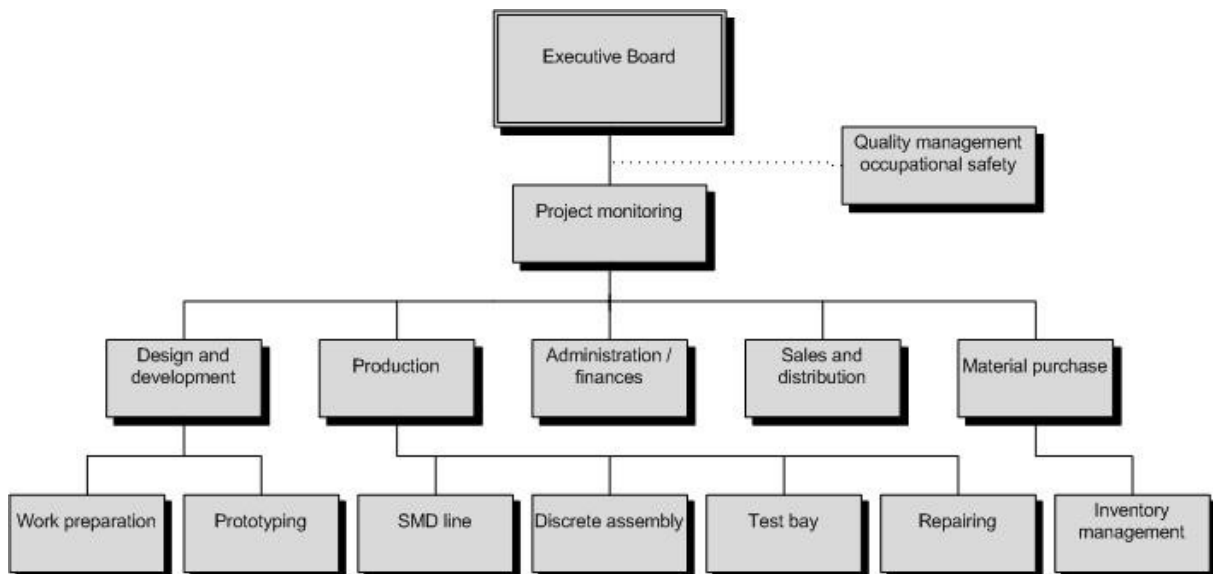 Executive Board
Quality management
occupational safety
Project monitoring
Design and
development
Production
Administration /
finances
Sales and
distribution
Material purchase
Work preparation
Prototyping
SMD line
Discrete assembly
Test bay
Repairing
Inventory
management